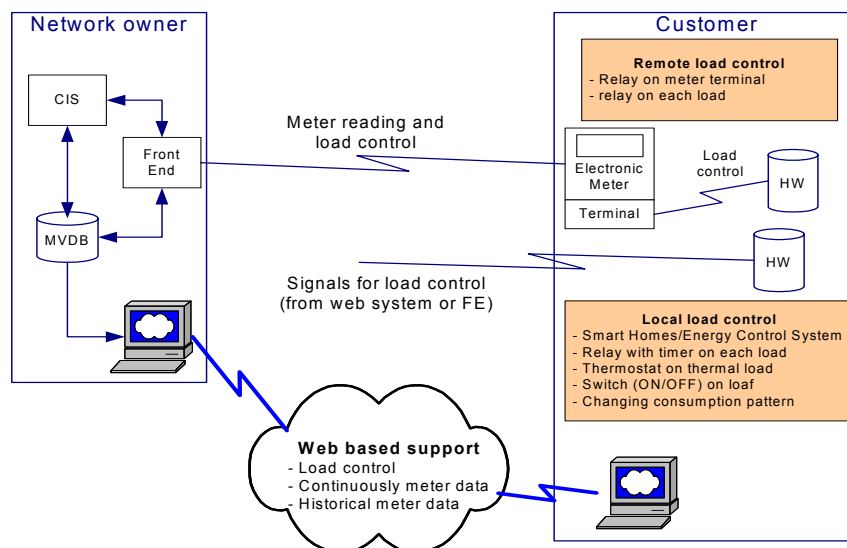 Network owner
CIS
Front
End
MVDB
Meter reading and
load control
Signals for load control
(from web system or FE)
Web based support
- Load control
- Continuously meter data
- Historical meter data
Customer
Remote load control
- Relay on meter terminal
- relay on each load
Electronic
Meter
Terminal
Load
control
HW
HW
Local load control
- Smart Homes/Energy Control System
- Relay with timer on each load
- Thermostat on thermal load
- Switch (ON/OFF) on loaf
- Changing consumption pattern